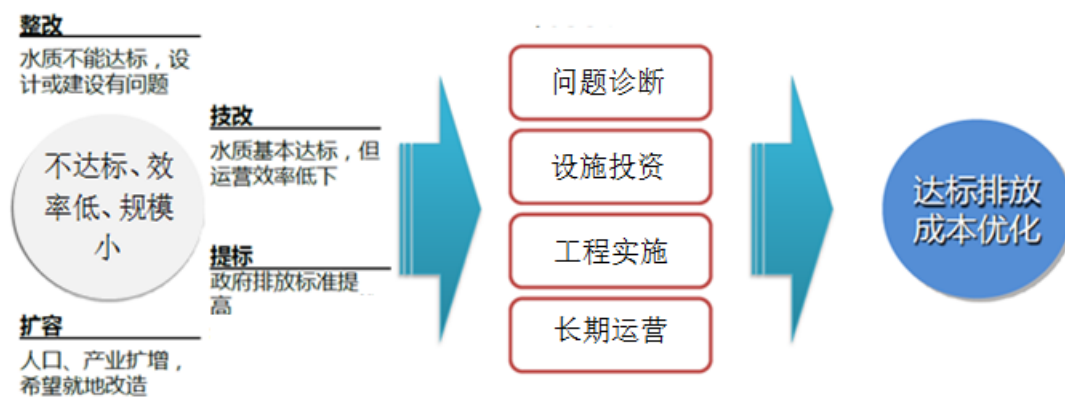 整改
水质不能达标，设
计或建设有问题
不达标、效
率低、规模
小
技改
水质基本达标，但
运营效率低下
提标
政府排放标准提
高
扩容
人口、产业扩增，
希望就地改造
问题诊断
设施投资
工程实施
长期运营
达标排放
成本优化